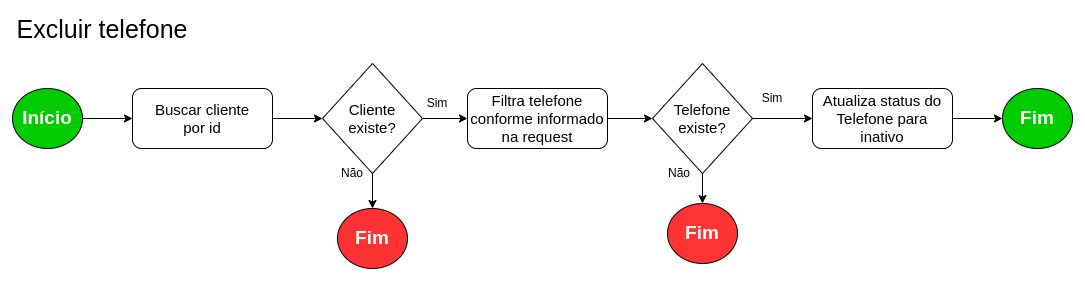 Excluir telefone
Início
Buscar cliente
por id
Cliente
existe?
Sim
Não
Fim
Filtra telefone
conforme informado
na request
Telefone
existe?
Sim
Não
Fim
Atualiza status do
Telefone para
inativo
Fim